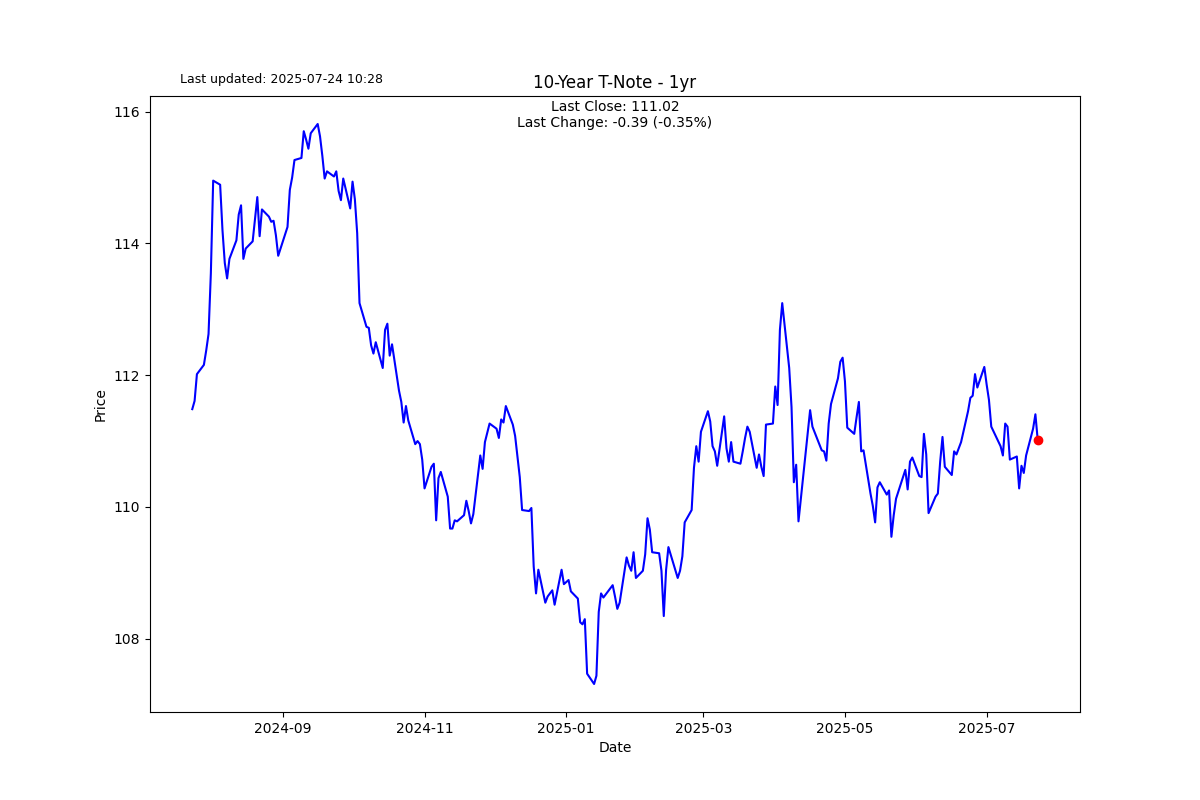 Last updated: 2025-07-24 10:28
10-Year T-Note - 1yr
Last Close: 111.02
Last Change: -0.39 (-0.35%)
116
114
112
110
108
Price
2024-09
2024-11
2025-01
2025-03
2025-05
2025-07
Date